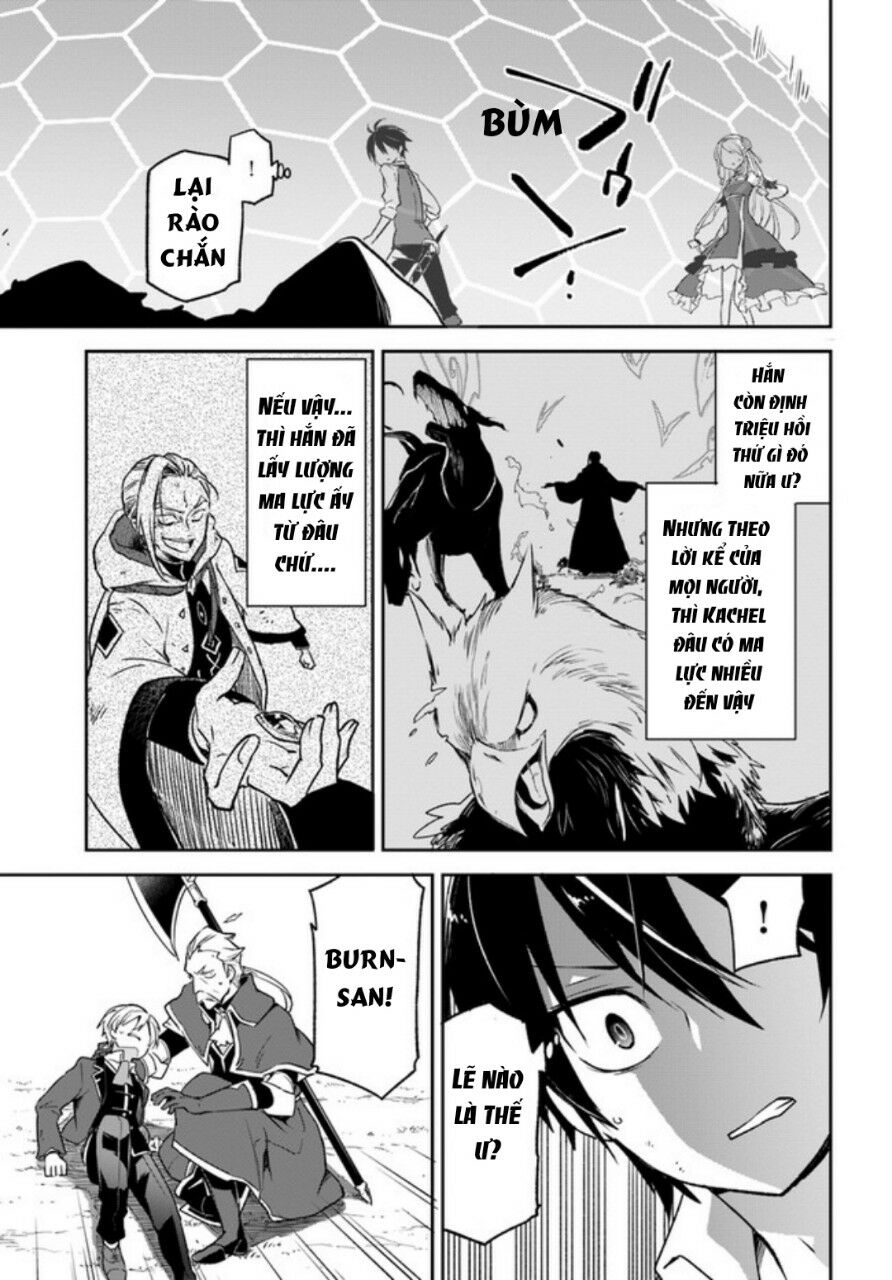 BÙM
!
LẠI
RÀO
CHẮN
HẮN
CÒN ĐỊNH
TRIỆU HỒI
THỨ GÌ ĐÓ
NỮA Ư?
NHƯNG THEO
LỜI KỂ CỦA
MỌI NGƯỜI,
THÌ KACHEL
ĐÂU CÓ MA
LỰC NHIỀU
ĐẾN VẬY
NẾU VẬY...
THÌ HẮN ĐÃ
LẤY LƯỢNG
MA LỰC ẤY
TỪ ĐÂU
CHỨ....
!
LẼ NÀO
LÀ THẾ
Ư?
BURN-
SAN!